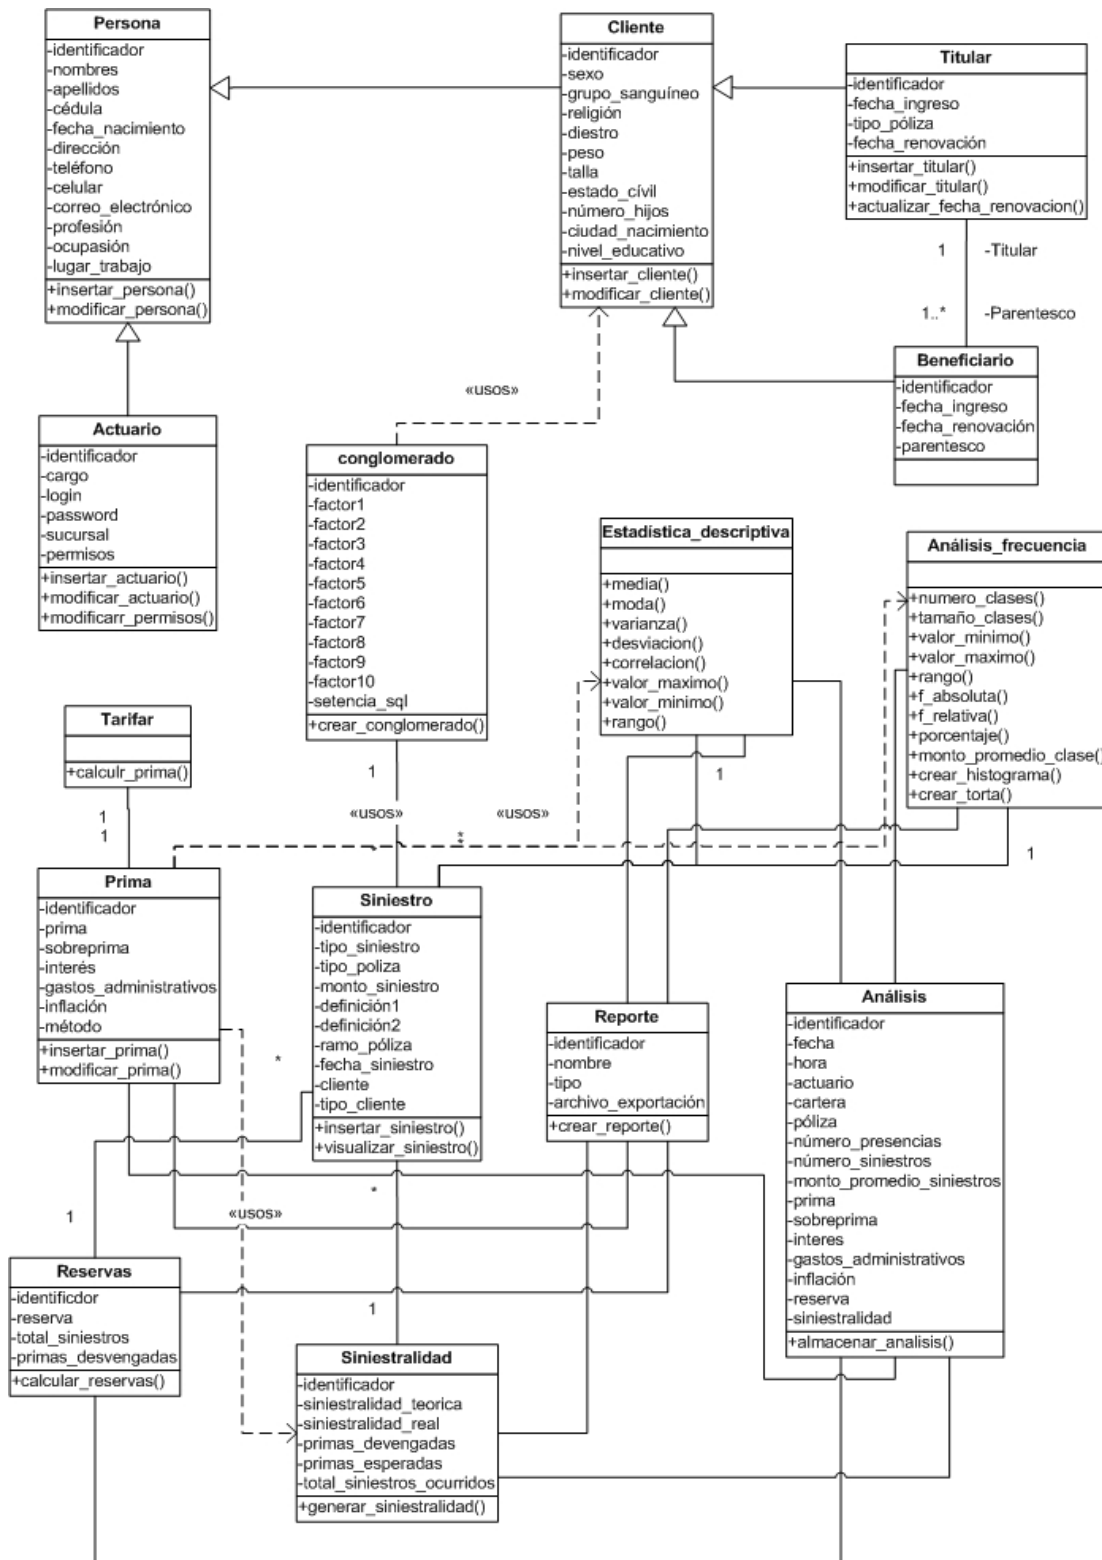 Persona
-identificador
-nombres
-apellidos
-cédula
-fecha_nacimiento
-dirección
-teléfono
-celular
-correo_electrónico
-profesión
-ocupasión
-lugar_trabajo
+insertar_persona()
+modificar_persona()
Cliente
-identificador
-sexo
-grupo_sanguíneo
-religión
-diestro
-peso
-talla
-estado_cívil
-número_hijos
-ciudad_nacimiento
-nivel_educativo
+insertar_cliente()
+modificar_cliente()
Titular
-identificador
-fecha_ingreso
-tipo_póliza
-fecha_renovación
+insertar_titular()
+modificar_titular()
+actualizar_fecha_renovacion()
1
-Titular
1..*
-Parentesco
Beneficiario
-identificador
-fecha_ingreso
-fecha_renovación
-parentesco
«usos»
Actuario
-identificador
-cargo
-login
-password
-sucursal
-permisos
+insertar_actuario()
+modificar_actuario()
+modificarr_permisos()
conglomerado
-identificador
-factor1
-factor2
-factor3
-factor4
-factor5
-factor6
-factor7
-factor8
-factor9
-factor10
-setencia_sql
+crear_conglomerado()
Estadística_descriptiva
+media()
+moda()
+varianza()
+desviacion()
+correlacion()
+valor_maximo()
+valor_minimo()
+rango()
Análisis_frecuencia
+numero_clases()
+tamaño_clases()
+valor_minimo()
+valor_maximo()
+rango()
+f_absoluta()
+f_relativa()
+porcentaje()
+monto_promedio_clase()
+crear_histograma()
+crear_torta()
Tarifar
+calculr_prima()
1
1
1
«usos»
«usos»
1
*
*
1
Prima
-identificador
-prima
-sobreprima
-interés
-gastos_administrativos
-inflación
-método
+insertar_prima()
+modificar_prima()
Siniestro
-identificador
-tipo_siniestro
-tipo_poliza
-monto_siniestro
-definición1
-definición2
-ramo_póliza
-fecha_siniestro
-cliente
-tipo_cliente
+insertar_siniestro()
+visualizar_siniestro()
Reporte
-identificador
-nombre
-tipo
-archivo_exportación
+crear_reporte()
Análisis
-identificador
-fecha
-hora
-actuario
-cartera
-póliza
-número_presencias
-número_siniestros
-monto_promedio_siniestros
-prima
-sobreprima
-interes
-gastos_administrativos
-inflación
-reserva
-siniestralidad
+almacenar_analisis()
*
*
1
«usos»
1
Reservas
-identificdor
-reserva
-total_siniestros
-primas_desvengadas
+calcular_reservas()
Siniestralidad
-identificador
-siniestralidad_teorica
-siniestralidad_real
-primas_devengadas
-primas_esperadas
-total_siniestros_ocurridos
+generar_siniestralidad()